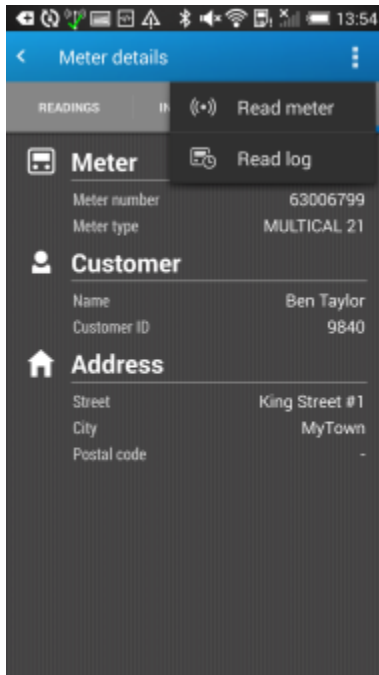 13:54
Meter details
READINGS
Read meter
Read log
Meter
Meter number 63006799
Meter type MULTICAL 21
Customer
Name Ben Taylor
Customer ID 9840
Address
Street King Street #1
City MyTown
Postal code -